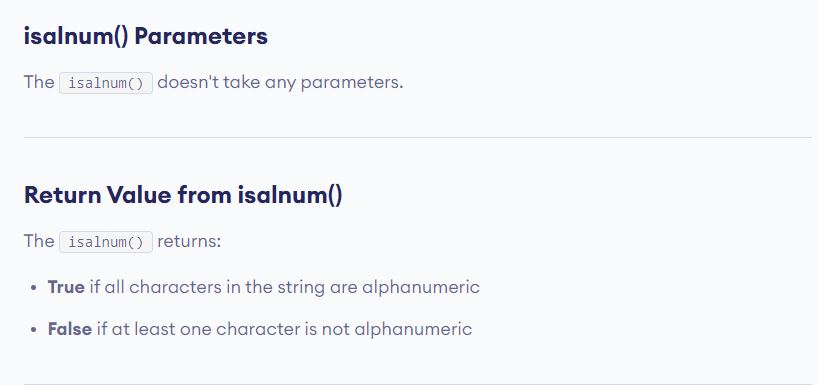 isalnum() Parameters
The isalnum() doesn't take any parameters.
Return Value from isalnum()
The isalnum() returns:
• True if all characters in the string are alphanumeric
• False if at least one character is not alphanumeric